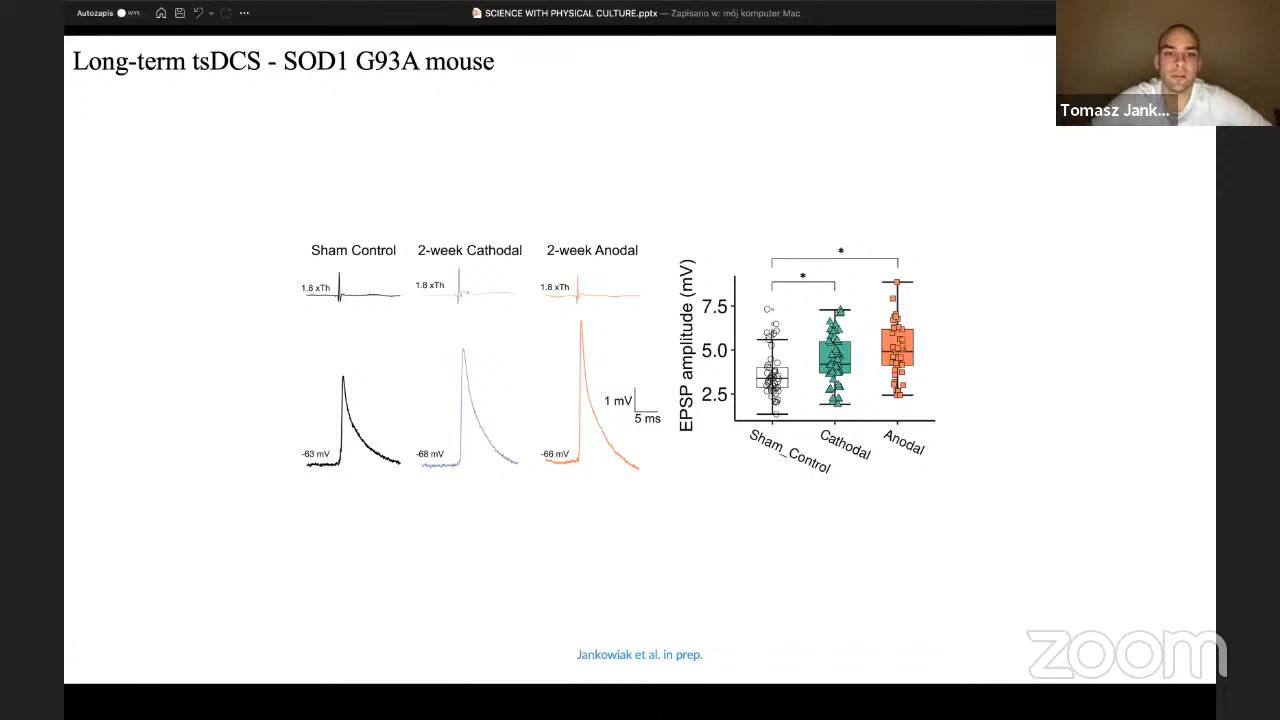 Autozapis
WYŁ.
SCIENCE WITH PHYSICAL CULTURE.pptx — Zapisano w: mój komputer Mac
Tomasz Jank...
Long-term tsDCS - SOD1 G93A mouse
Sham Control
2-week Cathodal
2-week Anodal
1.8 xTh
1.8 xTh
1.8 xTh
1 mV
5 ms
-63 mV
-68 mV
-66 mV
*
*
EPSP amplitude (mV)
7.5
5.0
2.5
Sham_Control
Cathodal
Anodal
Jankowiak et al. in prep.
zoom